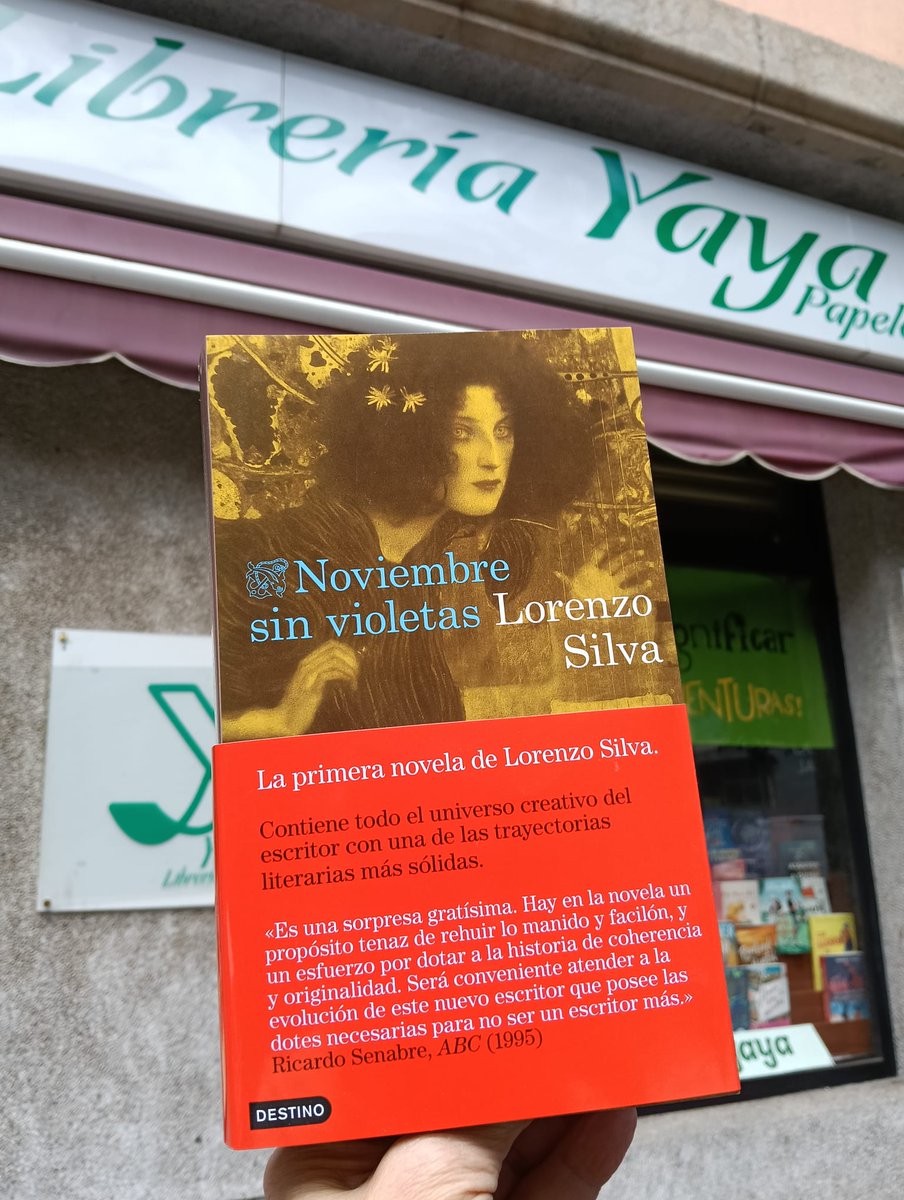 Librería Yaya
Noviembre
sin violetas Lorenzo
Silva
La primera novela de Lorenzo Silva.
Contiene todo el universo creativo del
escritor con una de las trayectorias
literarias más sólidas.
«Es una sorpresa gratísima. Hay en la novela un
propósito tenaz de rehuir lo manido y facilón, y
un esfuerzo por dotar a la historia de coherencia
y originalidad. Será conveniente atender a la
evolución de este nuevo escritor que posee las
dotes necesarias para no ser un escritor más.»
Ricardo Senabre, ABC (1995)
DESTINO